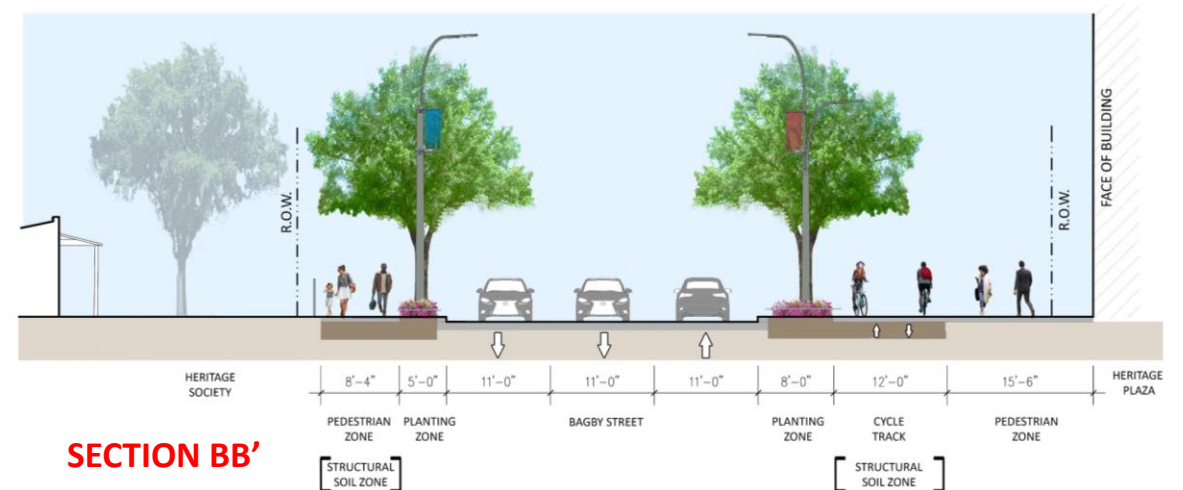 R.O.W.
R.O.W.
FACE OF BUILDING
HERITAGE
SOCIETY
8'-4"
5'-0"
11'-0"
11'-0"
11'-0"
8'-0"
12'-0"
15'-6"
HERITAGE
PLAZA
PEDESTRIAN
ZONE
PLANTING
ZONE
BAGBY STREET
PLANTING
ZONE
CYCLE
TRACK
PEDESTRIAN
ZONE
SECTION BB’
STRUCTURAL
SOIL ZONE
STRUCTURAL
SOIL ZONE